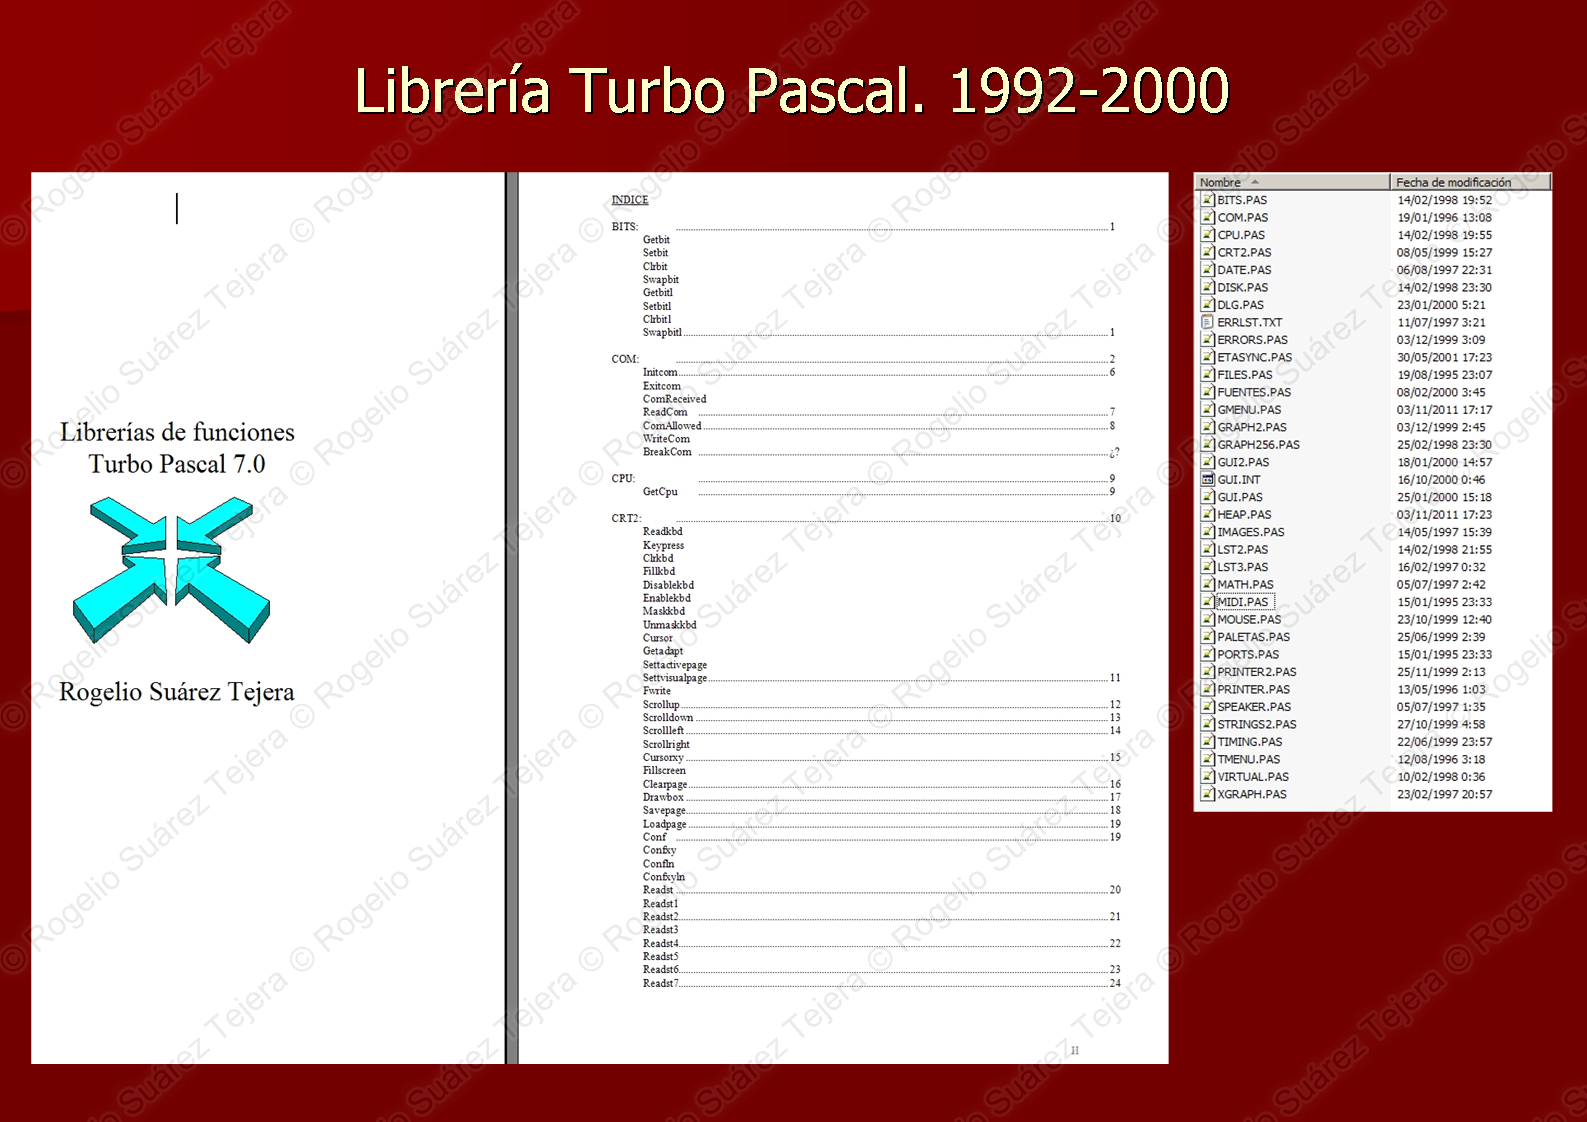 Librería Turbo Pascal. 1992-2000
Librerías de funciones
Turbo Pascal 7.0
Rogelio Suárez Tejera
INDICE
BITS: 1
Getbit
Setbit
Clrbit
Swapbit
Getbitl
Setbitl
Clrbitl
Swapbitl 1
COM: 2
Initcom 6
Exitcom
ComReceived
ReadCom 7
ComAllowed 8
WriteCom
BreakCom ¿?
CPU: 9
GetCpu 9
CRT2: 10
Readkbd
Keypress
Clrkbd
Fillkbd
Disablekbd
Enablekbd
Maskkbd
Unmaskkbd
Cursor
Getadapt
Settactivepage
Settvisualpage 11
Fwrite
Scrollup 12
Scrolldown 13
Scrollleft 14
Scrollright
Cursorxy 15
Fillscreen
Clearpage 16
Drawbox 17
Savepage 18
Loadpage 19
Conf 19
Confxy
Confln
Confxyln
Readst 20
Readst1
Readst2 21
Readst3
Readst4 22
Readst5
Readst6 23
Readst7 24
II
Nombre Fecha de modificación
BITS.PAS 14/02/1998 19:52
COM.PAS 19/01/1996 13:08
CPU.PAS 14/02/1998 19:55
CRT2.PAS 08/05/1999 15:27
DATE.PAS 06/08/1997 22:31
DISK.PAS 14/02/1998 23:30
DLG.PAS 23/01/2000 5:21
ERRLST.TXT 11/07/1997 3:21
ERRORS.PAS 03/12/1999 3:09
ETASYNC.PAS 30/05/2001 17:23
FILES.PAS 19/08/1995 23:07
FUENTES.PAS 08/02/2000 3:45
GMENU.PAS 03/11/2011 17:17
GRAPH2.PAS 03/12/1999 2:45
GRAPH256.PAS 25/02/1998 23:30
GUI2.PAS 18/01/2000 14:57
GUI.INT 16/10/2000 0:46
GUI.PAS 25/01/2000 15:18
HEAP.PAS 03/11/2011 17:23
IMAGES.PAS 14/05/1997 15:39
LST2.PAS 14/02/1998 21:55
LST3.PAS 16/02/1997 0:32
MATH.PAS 05/07/1997 2:42
MIDI.PAS 15/01/1995 23:33
MOUSE.PAS 23/10/1999 12:40
PALETAS.PAS 25/06/1999 2:39
PORTS.PAS 15/01/1995 23:33
PRINTER2.PAS 25/11/1999 2:13
PRINTER.PAS 13/05/1996 1:03
SPEAKER.PAS 05/07/1997 1:35
STRINGS2.PAS 27/10/1999 4:58
TIMING.PAS 22/06/1999 23:57
TMENU.PAS 12/08/1996 3:18
VIRTUAL.PAS 10/02/1998 0:36
XGRAPH.PAS 23/02/1997 20:57
© Rogelio Suárez Tejera